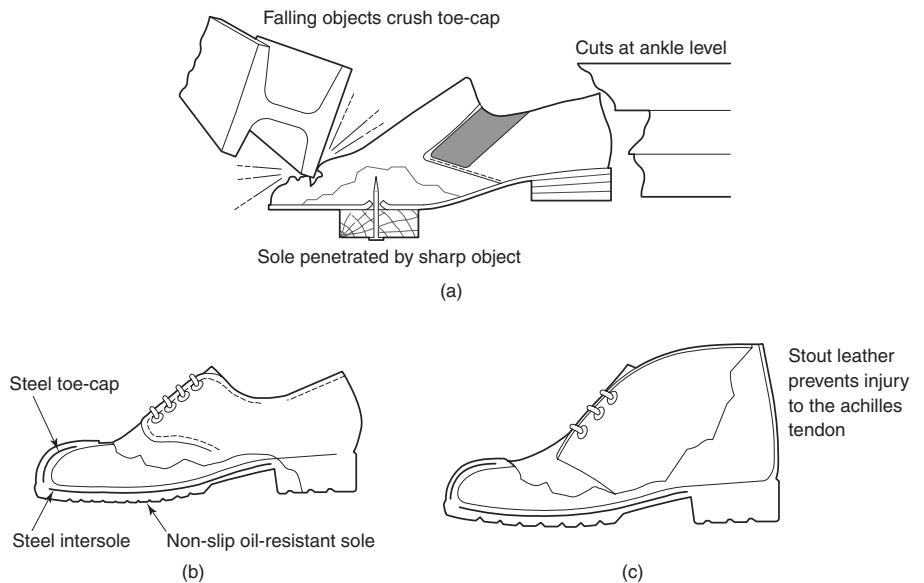 Falling objects crush toe-cap
Cuts at ankle level
Sole penetrated by sharp object
(a)
Steel toe-cap
Steel intersole
Non-slip oil-resistant sole
(b)
Stout leather
prevents injury
to the achilles
tendon
(c)